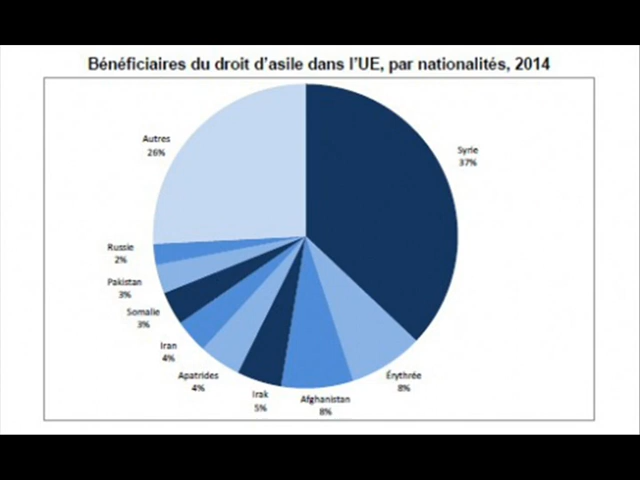 Bénéficiaires du droit d'asile dans l'UE, par nationalités, 2014
Autres
26%
Syrie
37%
Russie
2%
Pakistan
3%
Somalie
3%
Iran
4%
Apatrides
4%
Irak
5%
Afghanistan
8%
Érythrée
8%